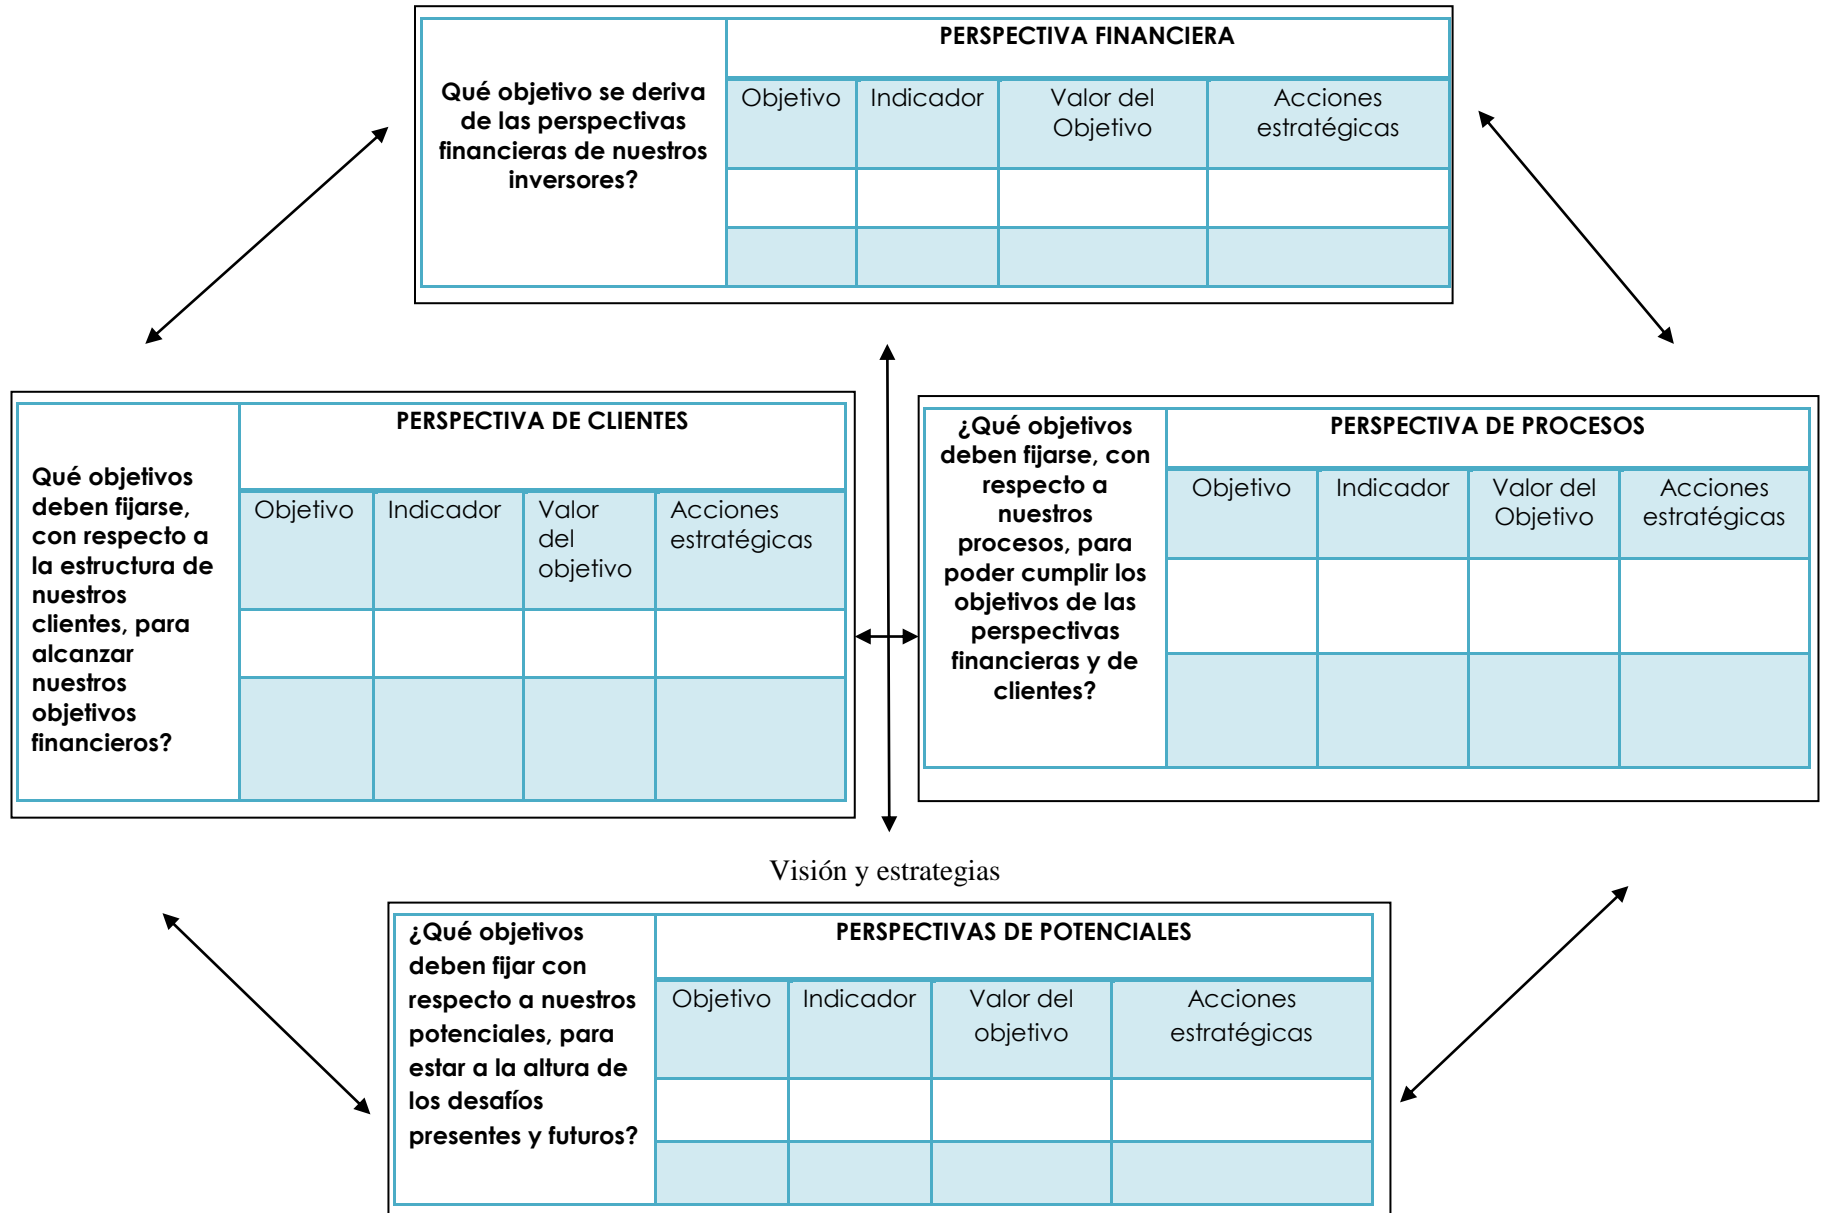 PERSPECTIVA FINANCIERA
Qué objetivo se deriva
de las perspectivas
financieras de nuestros
inversores?
Objetivo
Indicador
Valor del
Objetivo
Acciones
estratégicas
PERSPECTIVA DE CLIENTES
Qué objetivos
deben fijarse,
con respecto a
la estructura de
nuestros
clientes, para
alcanzar
nuestros
objetivos
financieros?
Objetivo
Indicador
Valor
del
objetivo
Acciones
estratégicas
¿Qué objetivos
deben fijarse, con
respecto a
nuestros
procesos, para
poder cumplir los
objetivos de las
perspectivas
financieras y de
clientes?
PERSPECTIVA DE PROCESOS
Objetivo
Indicador
Valor del
Objetivo
Acciones
estratégicas
Visión y estrategias
¿Qué objetivos
deben fijar con
respecto a nuestros
potenciales, para
estar a la altura de
los desafíos
presentes y futuros?
PERSPECTIVAS DE POTENCIALES
Objetivo
Indicador
Valor del
objetivo
Acciones
estratégicas